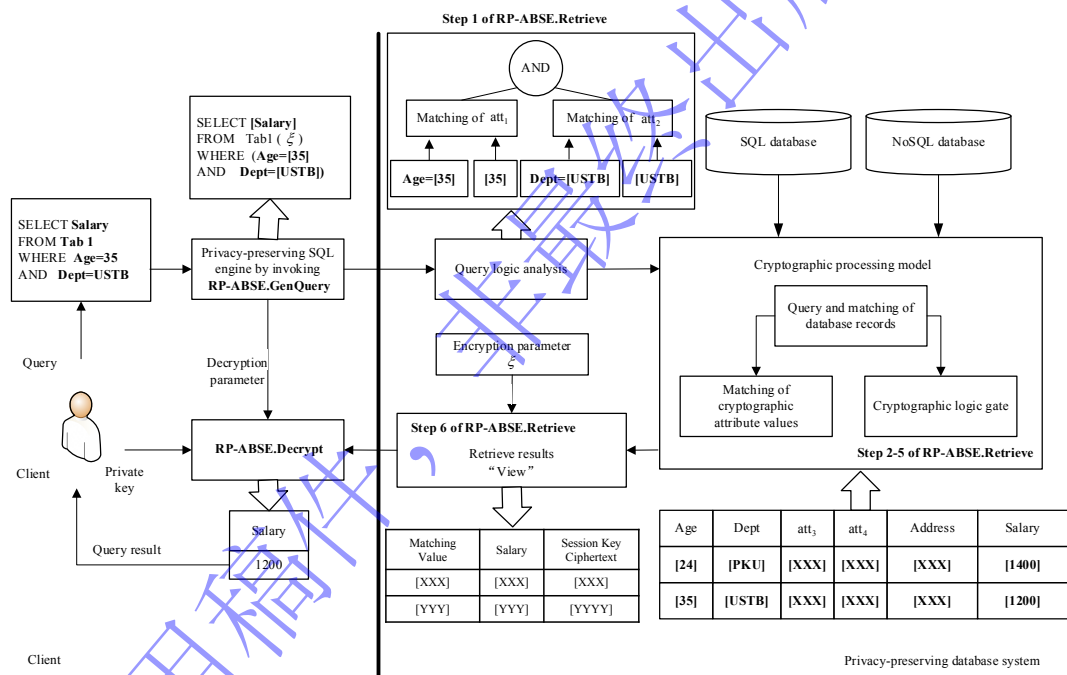 Step 1 of RP-ABSE.Retrieve
AND
Matching of att₁
Matching of att₂
Age=[35]
[35]
Dept=[USTB]
[USTB]
SELECT [Salary]
FROM Tab1 ( ξ )
WHERE (Age=[35]
AND Dept=[USTB])
SQL database
NoSQL database
SELECT Salary
FROM Tab 1
WHERE Age=35
AND Dept=USTB
Privacy-preserving SQL
engine by invoking
RP-ABSE.GenQuery
Query logic analysis
Cryptographic processing model
Query and matching of
database records
Matching of
cryptographic
attribute values
Cryptographic logic gate
Step 2-5 of RP-ABSE.Retrieve
Encryption parameter
ξ
Query
Decryption
parameter
Client
Private
key
RP-ABSE.Decrypt
Step 6 of RP-ABSE.Retrieve
Retrieve results
“View”
Salary
1200
Query result
Matching
Value
Salary
Session Key
Ciphertext
[XXX] [XXX] [XXX]
[YYY] [YYY] [YYYY]
Age Dept att₃ att₄ Address Salary
[24] [PKU] [XXX] [XXX] [XXX] [1400]
[35] [USTB] [XXX] [XXX] [XXX] [1200]
Client
Privacy-preserving database system
用稿件，非最终出